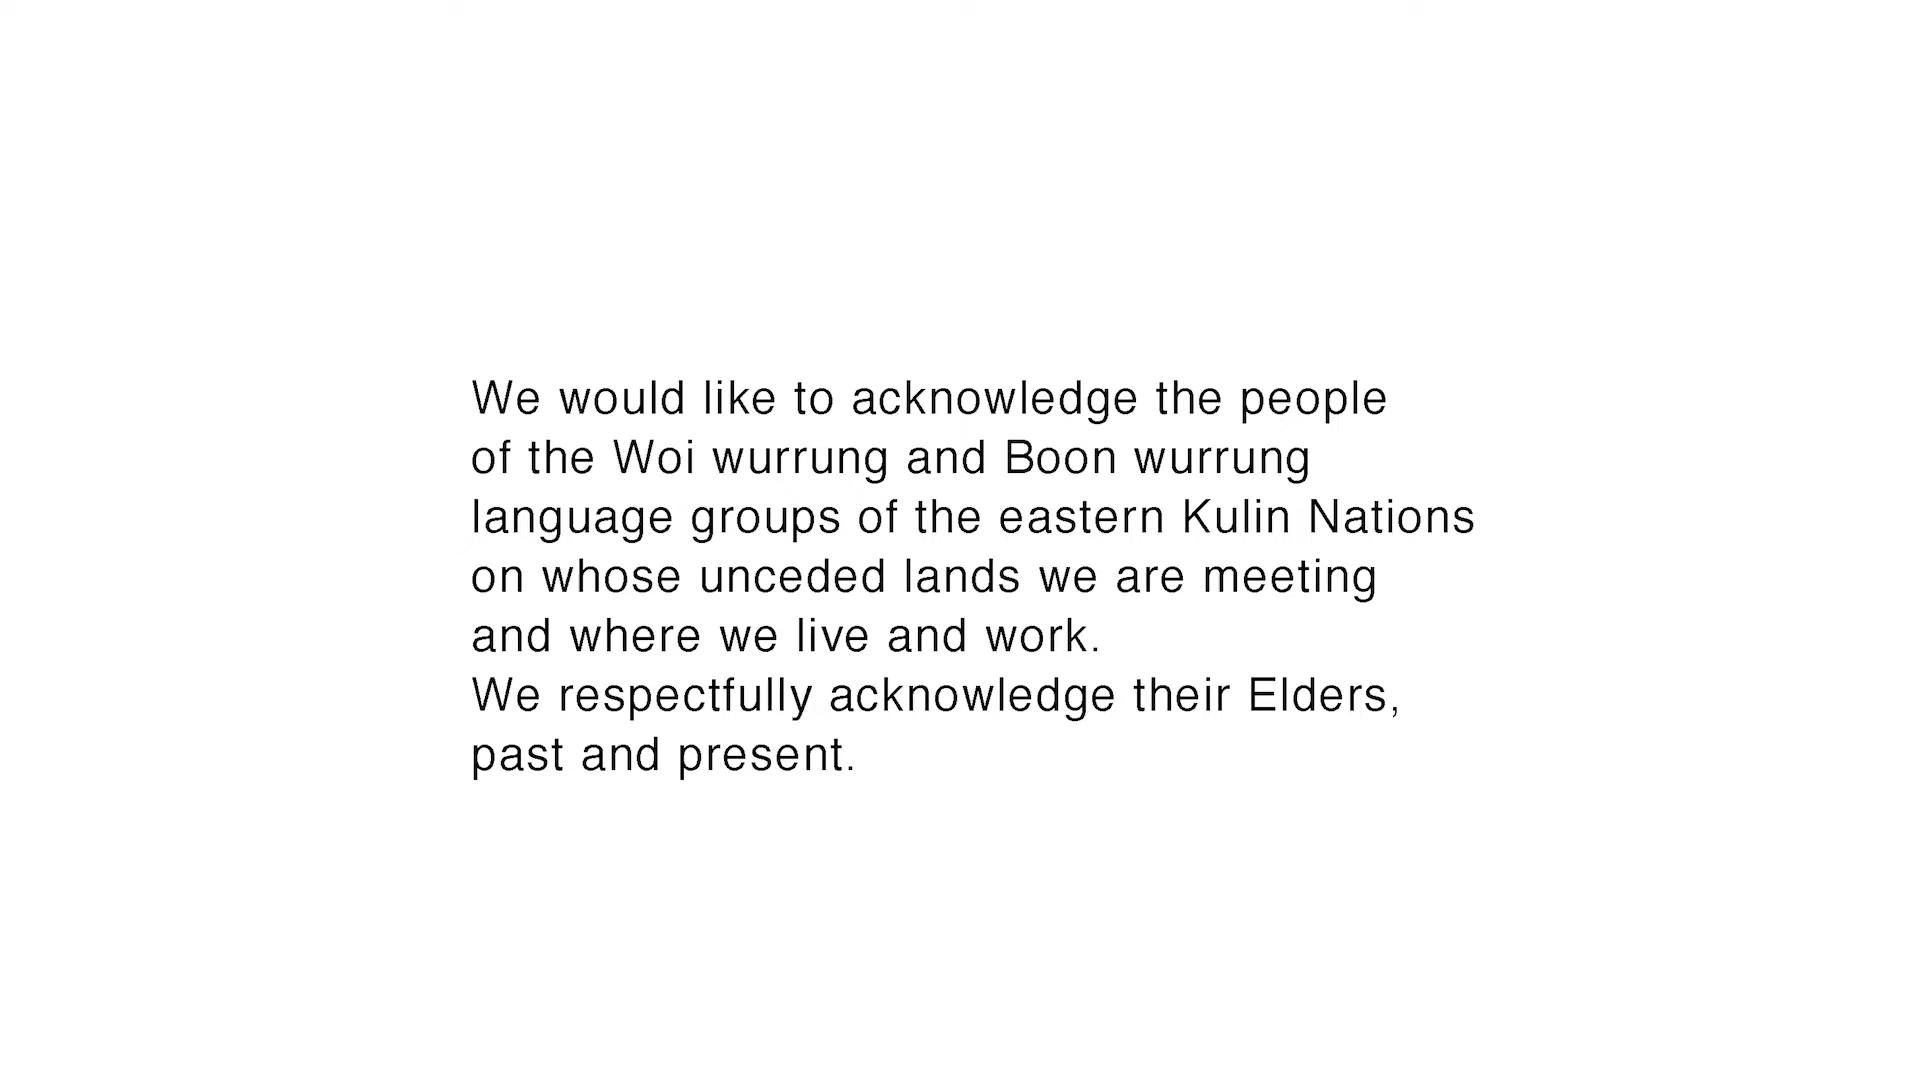 We would like to acknowledge the people
of the Woi wurrung and Boon wurrung
language groups of the eastern Kulin Nations
on whose unceded lands we are meeting
and where we live and work.
We respectfully acknowledge their Elders,
past and present.